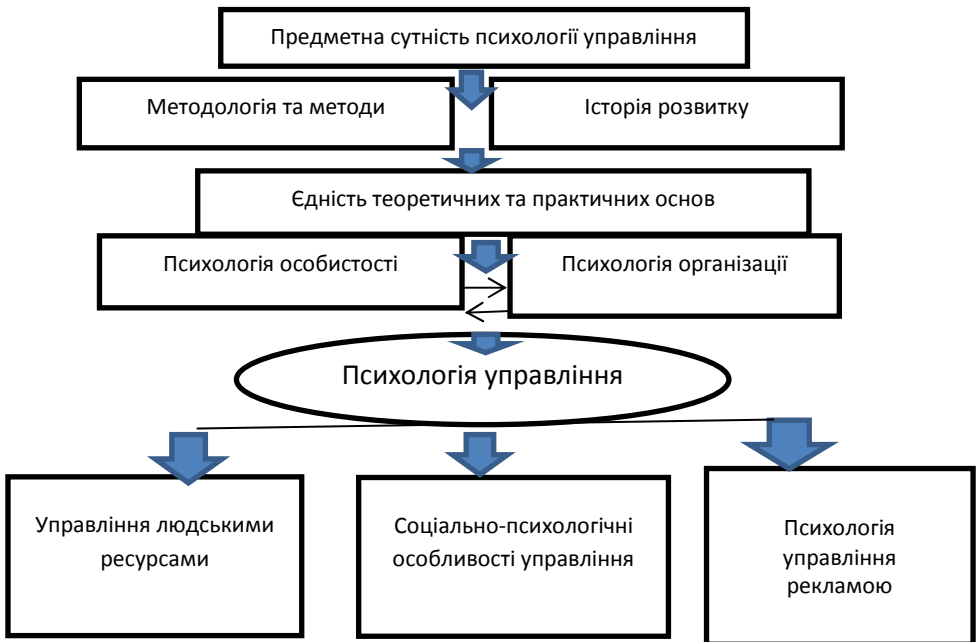 Предметна сутність психології управління
Методологія та методи
Історія розвитку
Єдність теоретичних та практичних основ
Психологія особистості
Психологія організації
Психологія управління
Управління людськими
ресурсами
Соціально-психологічні
особливості управління
Психологія
управління
рекламою